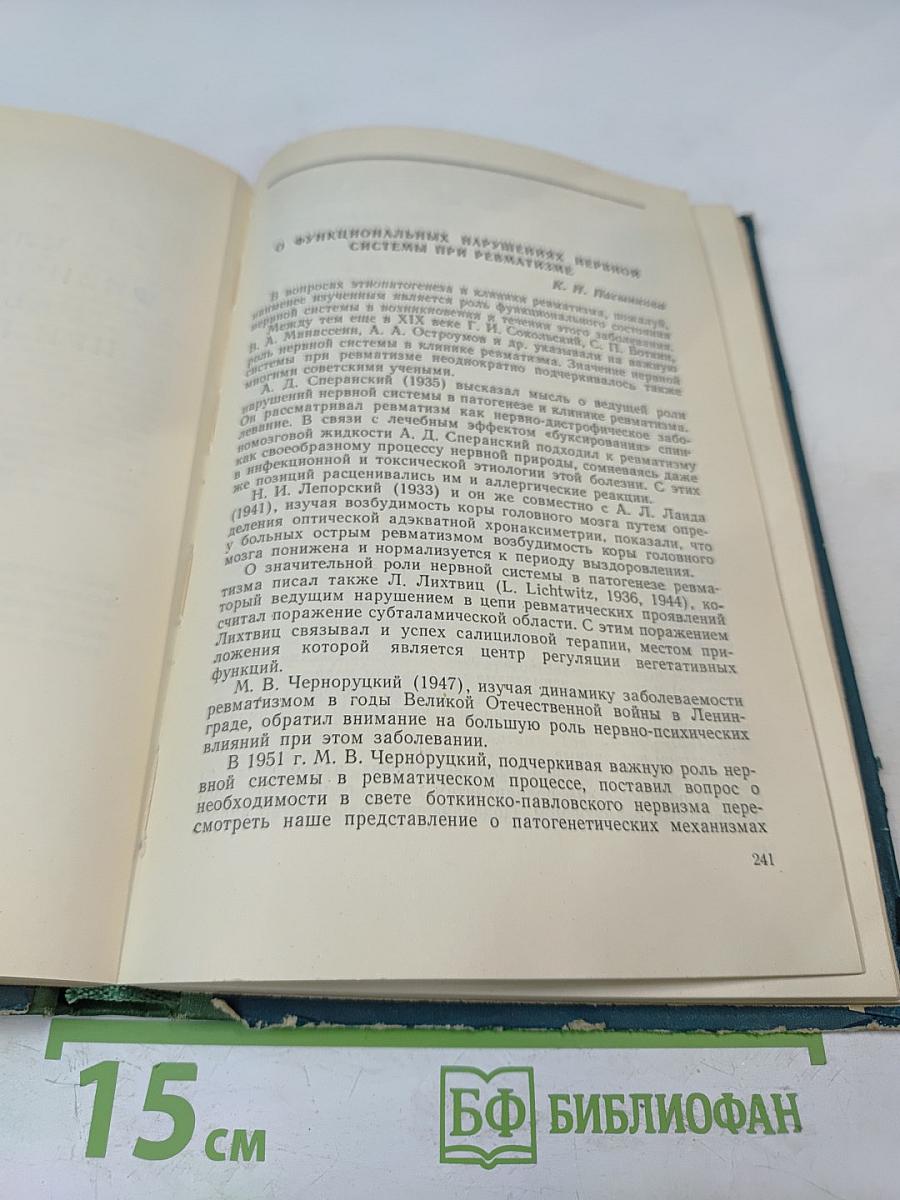 О ФУНКЦИОНАЛЬНЫХ НАРУШЕНИЯХ НЕРВНОЙ
СИСТЕМЫ ПРИ РЕВМАТИЗМЕ
К. Н.
В вопросах этиопатогенеза и клиники ревматизма, пожалуй,
наименее изученным является роль функционального состояния
нервной системы в возникновении и течении этого заболевания.
Между тем еще в XIX веке Г. И. Сокольский, С. П. Боткин,
В. А. Манассеин, А. А. Остроумов и др. указывали на важную
роль нервной системы в клинике ревматизма. Значение нервной
системы при ревматизме неоднократно подчеркивалось также
многими советскими учеными.
А. Д. Сперанский (1935) высказал мысль о ведущей роли
нарушений нервной системы в патогенезе и клинике ревматизма.
Он рассматривал ревматизм как нервно-дистрофическое забо-
левание. В связи с лечебным эффектом «буксирования» спин-
номозговой жидкости А. Д. Сперанский подходил к ревматизму
как своеобразному процессу нервной природы, сомневаясь даже
в инфекционной и токсической этиологии этой болезни. С этих
же позиций расценивались им и аллергические реакции.
Н. И. Лепорский (1933) и он же совместно с А. Л. Ланда
(1941), изучая возбудимость коры головного мозга путем опре-
деления оптической адэкватной хронаксиметрии, показали, что
у больных острым ревматизмом возбудимость коры головного
мозга понижена и нормализуется к периоду выздоровления.
О значительной роли нервной системы в патогенезе ревма-
тизма писал также Л. Лихтвиц (L. Lichtwitz, 1936, 1944), ко-
торый ведущим нарушением в цепи ревматических проявлений
считал поражение субталамической области. С этим поражением
Лихтвиц связывал и успех салициловой терапии, местом при-
ложения которой является центр регуляции вегетативных
функций.
М. В. Черноруцкий (1947), изучая динамику заболеваемости
ревматизмом в годы Великой Отечественной войны в Ленин-
граде, обратил внимание на большую роль нервно-психических
влияний при этом заболевании.
В 1951 г. М. В. Черноруцкий, подчеркивая важную роль нер-
вной системы в ревматическом процессе, поставил вопрос о
необходимости в свете боткинско-павловского нервизма пере-
смотреть наше представление о патогенетических механизмах
241
15 см
БФ БИБЛИОФАН